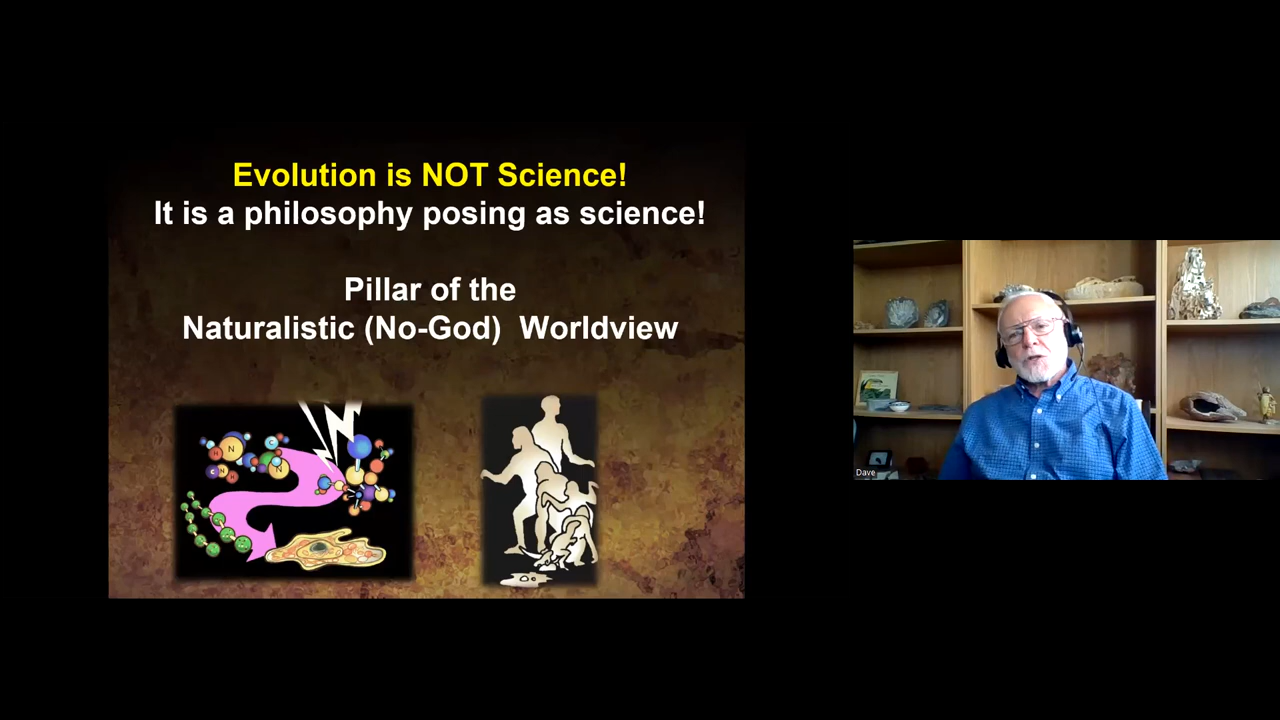 Evolution is NOT Science!
It is a philosophy posing as science!
Pillar of the
Naturalistic (No-God) Worldview
N
H
C
N
H
Dave